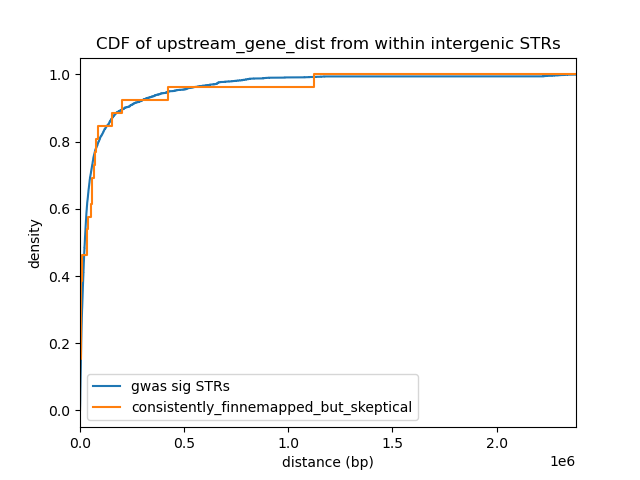 CDF of upstream_gene_dist from within intergenic STRs
1.0
0.8
0.6
0.4
0.2
0.0
density
gwas sig STRs
consistently_finnemapped_but_skeptical
0.0 0.5 1.0 1.5 2.0
distance (bp)
1e6